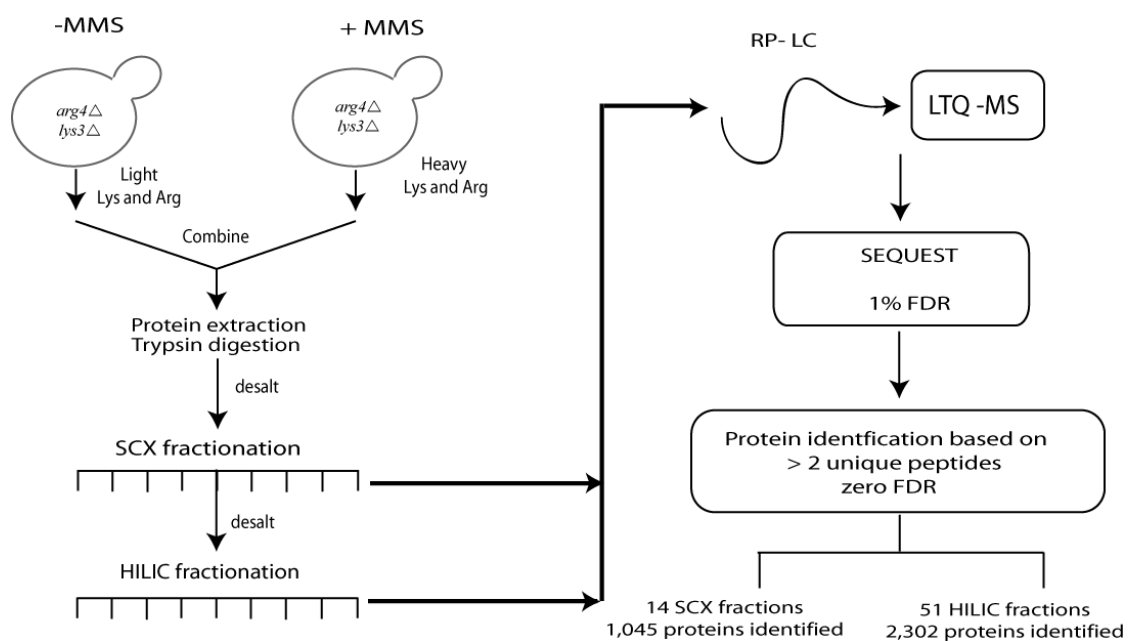 -MMS
+ MMS
arg4△
lys3△
arg4△
lys3△
Light
Lys and Arg
Heavy
Lys and Arg
Combine
Protein extraction
Trypsin digestion
desalt
SCX fractionation
desalt
HILIC fractionation
RP- LC
LTQ -MS
SEQUEST
1% FDR
Protein identfication based on
> 2 unique peptides
zero FDR
14 SCX fractions
1,045 proteins identified
51 HILIC fractions
2,302 proteins identified